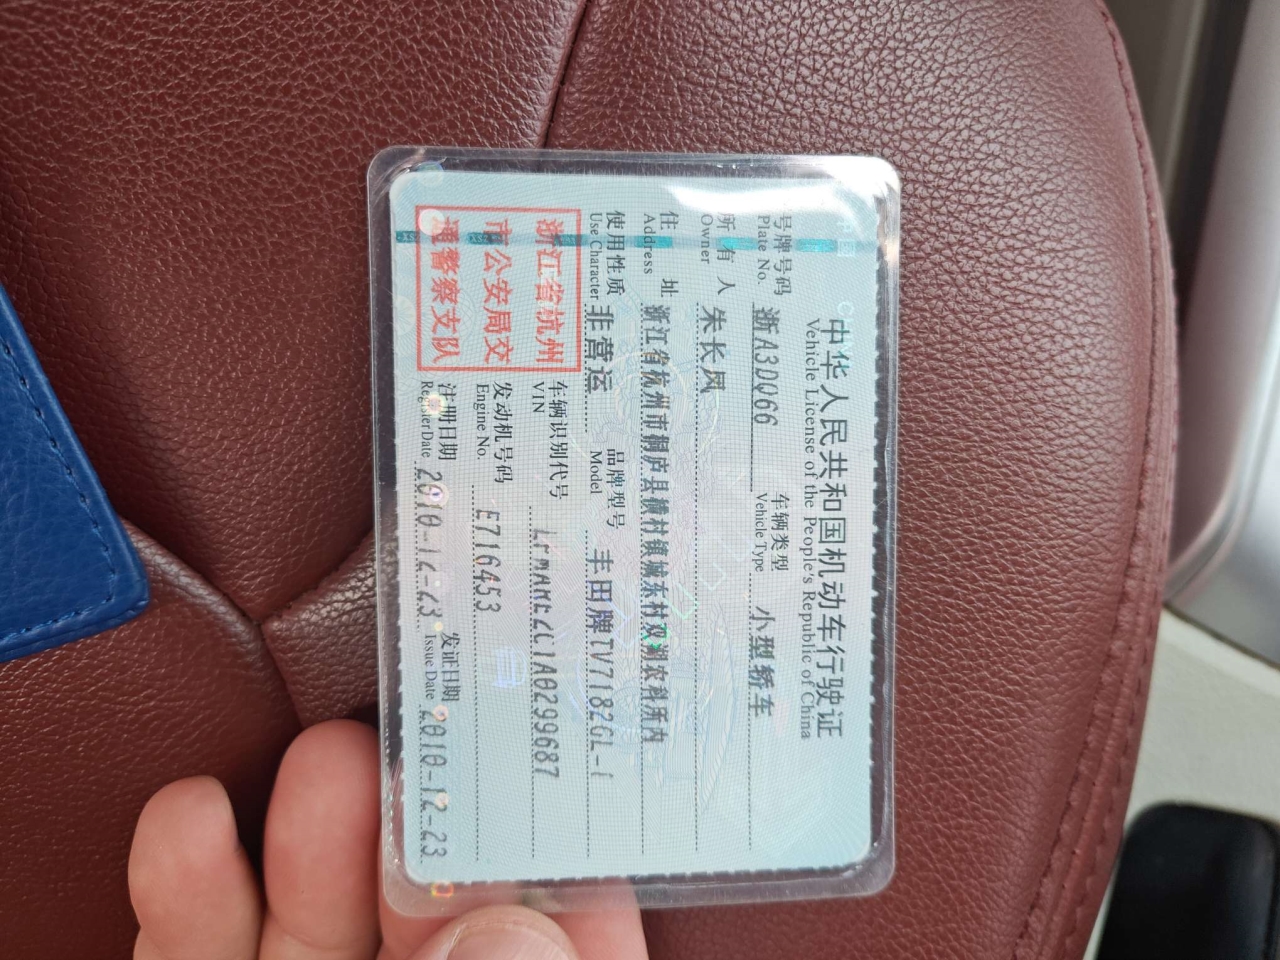 中华人民共和国机动车行驶证
Vehicle License of the People's Republic of China
号牌号码 浙A3DQ66 车辆类型 小型轿车
Plate No. Vehicle Type
所有人 朱长风
Owner
住址 浙江省杭州市桐庐县横村镇城东村双湖农科所内
Address
使用性质 非营运 品牌型号 丰田牌TV7182GL-i
Use Character Model
浙江省杭州
市公安局交
通警察支队
车辆识别代号
VIN
发动机号码 E716453
Engine No.
注册日期 2010-12-23 发证日期 2010-12-23
Register Date Issue Date